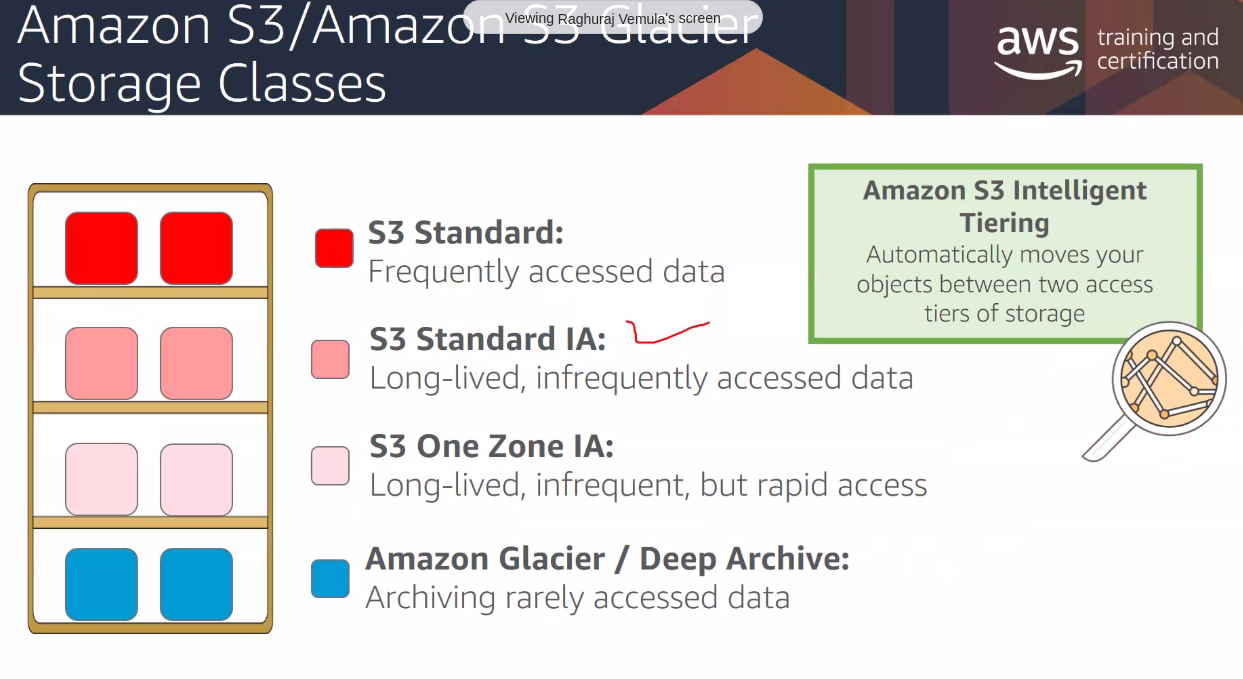 Amazon S3/Amazon S3 Glacier
Viewing Raghuraj Vemula's screen
Storage Classes
aws training and
certification
Amazon S3 Intelligent
Tiering
Automatically moves your
objects between two access
tiers of storage
S3 Standard:
Frequently accessed data
S3 Standard IA:
Long-lived, infrequently accessed data
S3 One Zone IA:
Long-lived, infrequent, but rapid access
Amazon Glacier / Deep Archive:
Archiving rarely accessed data